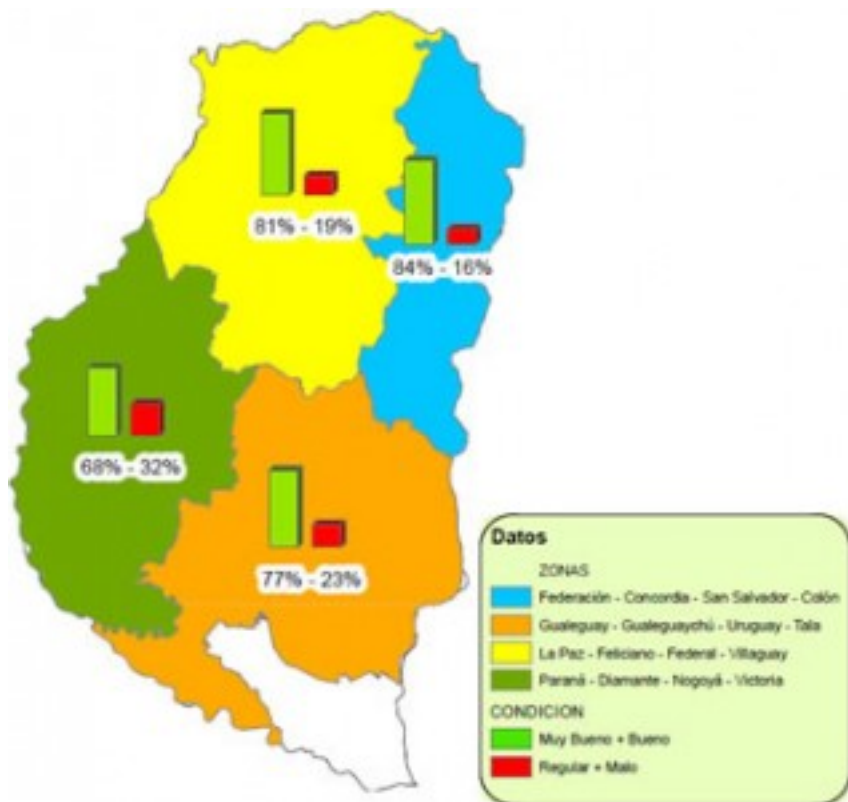 81% - 19%
84% - 16%
68% - 32%
77% - 23%
Datos
ZONAS
Federación - Concordia - San Salvador - Colón
Gualeguay - Gualeguaychú - Uruguay - Tala
La Paz - Feliciano - Federal - Villaguay
Paraná - Diamante - Nogoyá - Victoria
CONDICION
Muy Bueno + Bueno
Regular + Malo